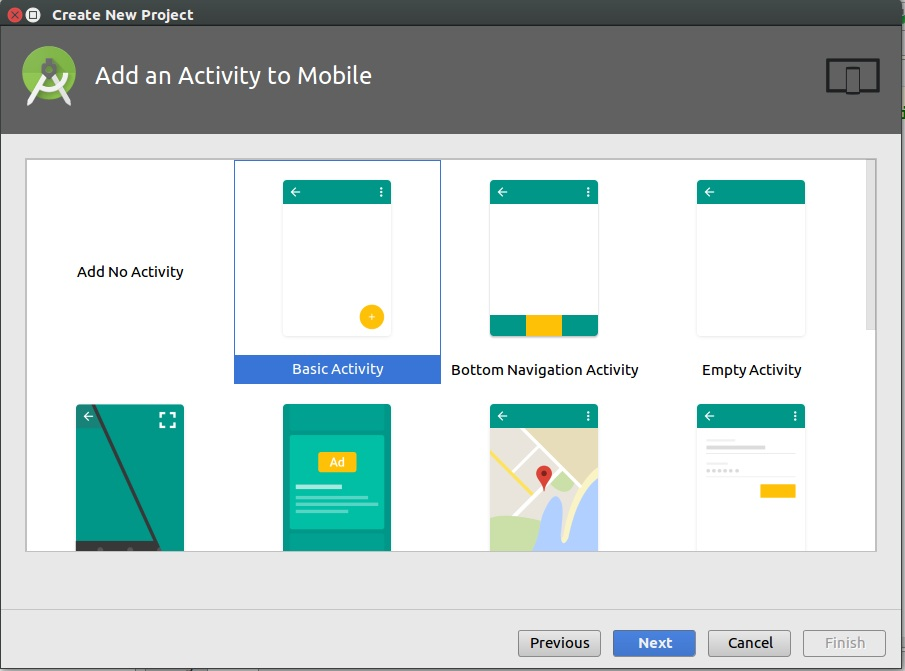 Create New Project
Add an Activity to Mobile
Add No Activity
Basic Activity
Bottom Navigation Activity
Empty Activity
Ad
Previous
Next
Cancel
Finish